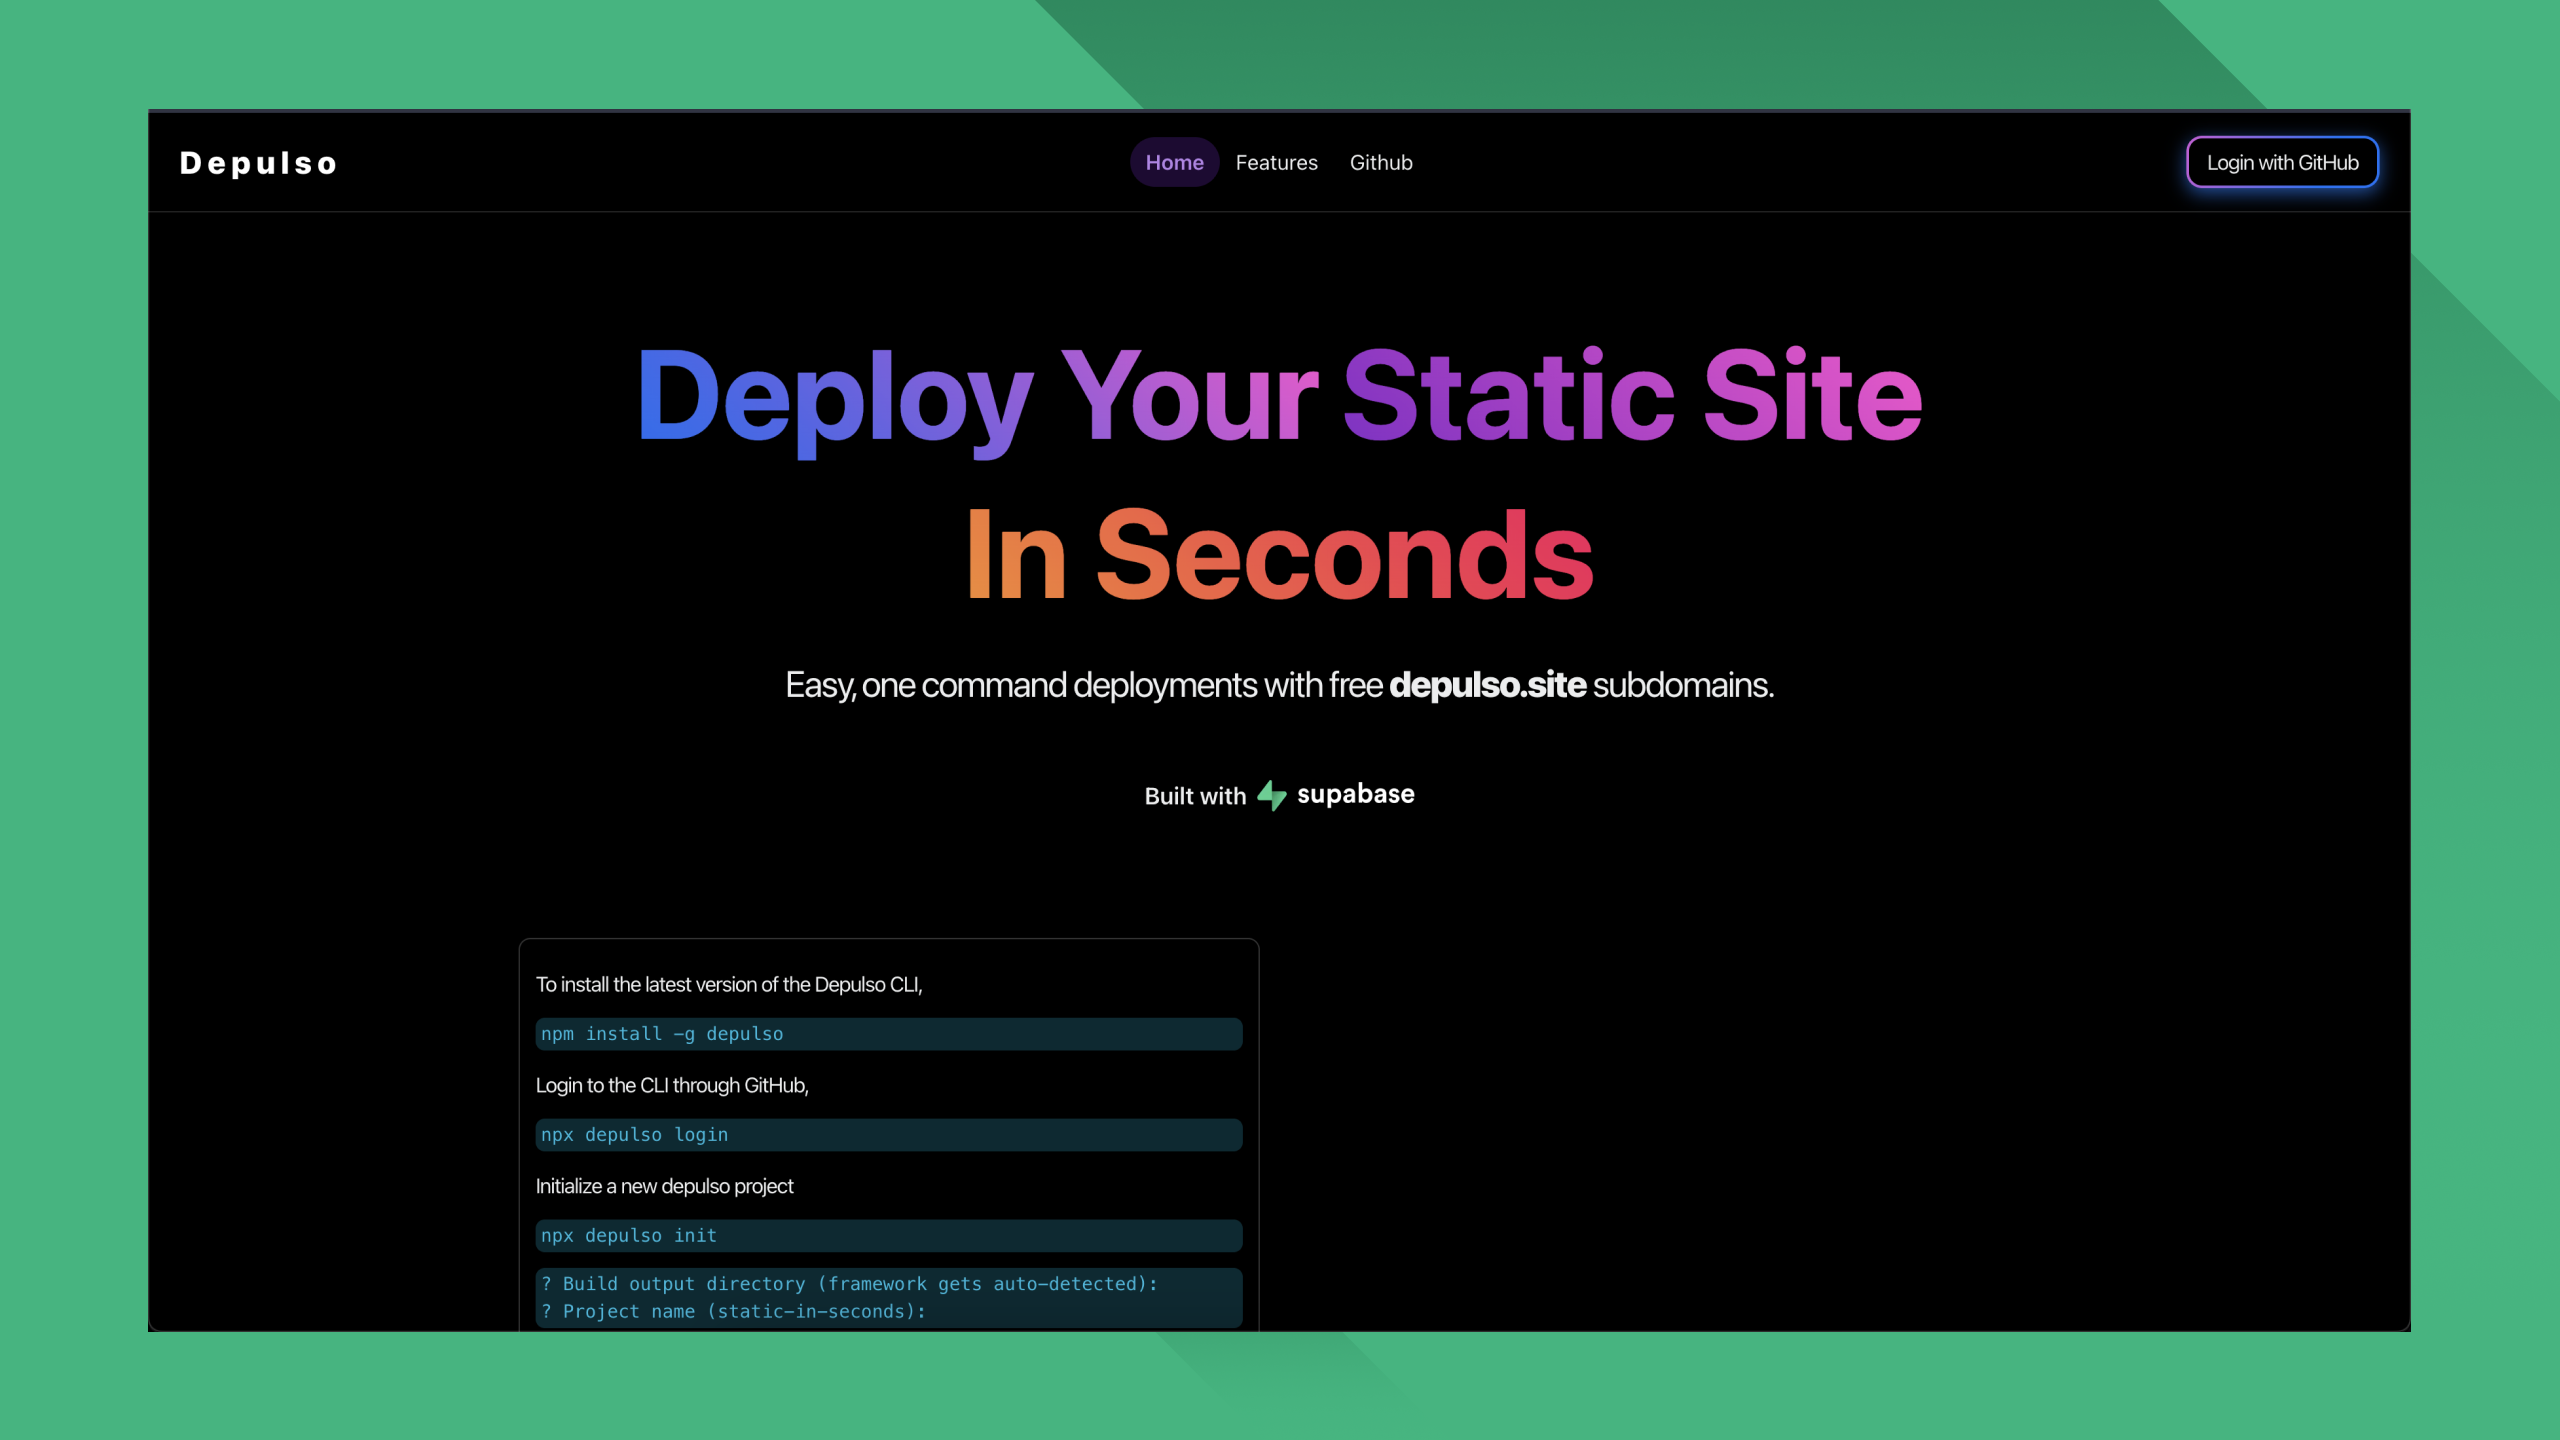 Depulso
Home Features Github
Login with GitHub
Deploy Your Static Site
In Seconds
Easy, one command deployments with free depulso.site subdomains.
Built with supabase
To install the latest version of the Depulso CLI,
npm install -g depulso
Login to the CLI through GitHub,
npx depulso login
Initialize a new depulso project
npx depulso init
? Build output directory (framework gets auto-detected):
? Project name (static-in-seconds):